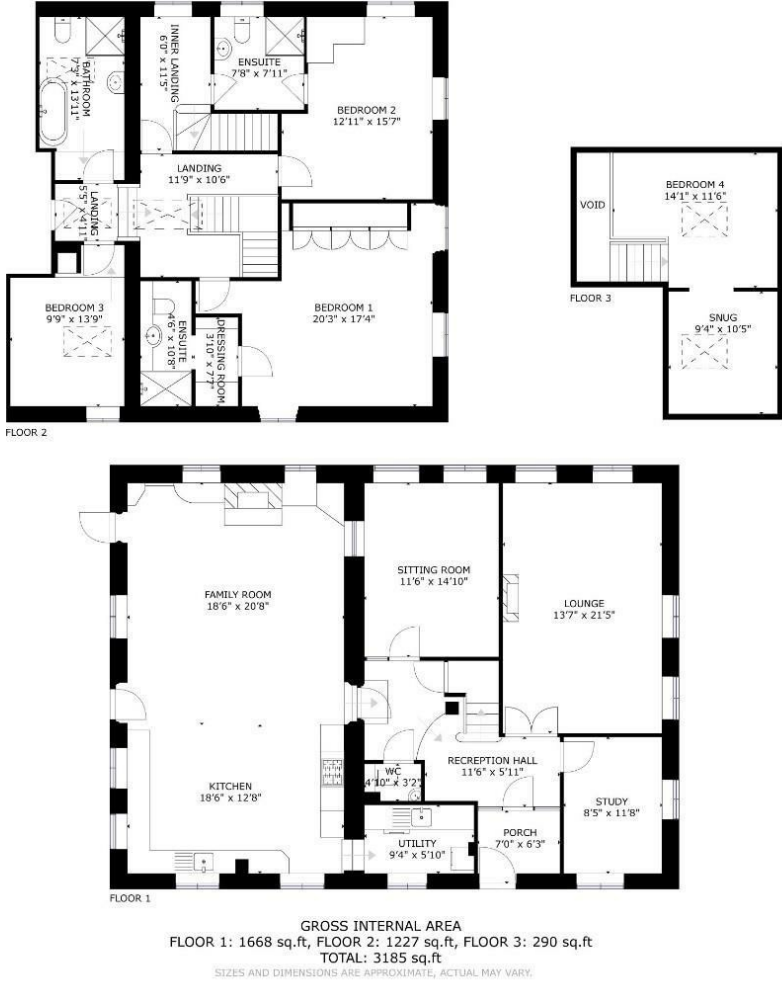 INNER LANDING
6'0" x 11'5"
ENSUITE
7'8" x 7'11"
BATHROOM
7'3" x 13'11"
BEDROOM 2
12'11" x 15'7"
LANDING
11'9" x 10'6"
LANDING
5'5" x 4'11"
BEDROOM 3
9'9" x 13'9"
ENSUITE
4'6" x 10'8"
DRESSING ROOM
3'10" x 7'7"
BEDROOM 1
20'3" x 17'4"
FLOOR 2
BEDROOM 4
14'1" x 11'6"
VOID
FLOOR 3
SNUG
9'4" x 10'5"
SITTING ROOM
11'6" x 14'10"
FAMILY ROOM
18'6" x 20'8"
LOUNGE
13'7" x 21'5"
RECEPTION HALL
11'6" x 5'11"
WC
4'10" x 3'2"
KITCHEN
18'6" x 12'8"
STUDY
8'5" x 11'8"
PORCH
7'0" x 6'3"
UTILITY
9'4" x 5'10"
FLOOR 1
GROSS INTERNAL AREA
FLOOR 1: 1668 sq.ft, FLOOR 2: 1227 sq.ft, FLOOR 3: 290 sq.ft
TOTAL: 3185 sq.ft
SIZES AND DIMENSIONS ARE APPROXIMATE, ACTUAL MAY VARY.